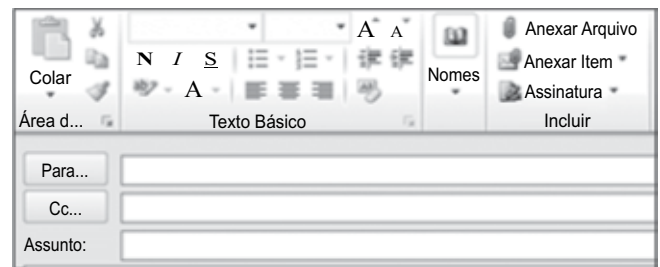 Colar
Área d...
N I S
A A
A
Texto Básico
Nomes
Anexar Arquivo
Anexar Item
Assinatura
Incluir
Para...
Cc...
Assunto: